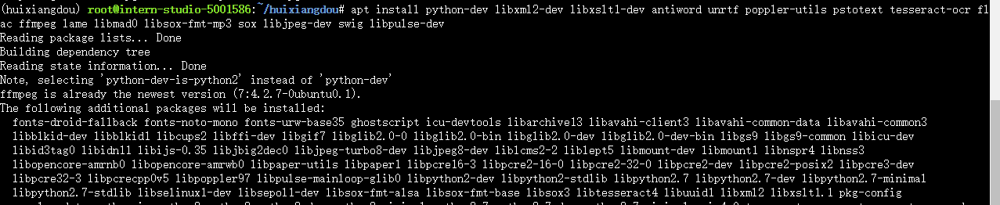 (huixiangdou) root@intern-studio-5001586:~/huixiangdou# apt install python-dev libxml2-dev libxslt1-dev antiword unrtf poppler-utils pstotext tesseract-ocr fl
ac ffmpeg lame libmad0 libsox-fmt-mp3 sox libjpeg-dev swig libpulse-dev
Reading package lists... Done
Building dependency tree
Reading state information... Done
Note, selecting 'python-dev-is-python2' instead of 'python-dev'
ffmpeg is already the newest version (7:4.2.7-0ubuntu0.1).
The following additional packages will be installed:
  fonts-droid-fallback fonts-noto-mono fonts-urw-base35 ghostscript icu-devtools libarchive13 libavahi-client3 libavahi-common-data libavahi-common3
  libblkid-dev libblkid1 libcups2 libffi-dev libgif7 libglib2.0-0 libglib2.0-bin libglib2.0-dev libglib2.0-dev-bin libgs9 libgs9-common libicu-dev
  libid3tag0 libidn11 libijs-0.35 libjbig2dec0 libjpeg-turbo8-dev libjpeg8-dev liblcms2-2 liblept5 libmount-dev libmount1 libnspr4 libnss3
  libopencore-amrnb0 libopencore-amrwb0 libpaper-utils libpaper1 libpcre16-3 libpcre2-16-0 libpcre2-32-0 libpcre2-dev libpcre2-posix2 libpcre3-dev
  libpcre32-3 libpcrecpp0v5 libpoppler97 libpulse-mainloop-glib0 libpython2-dev libpython2-stdlib libpython2.7 libpython2.7-dev libpython2.7-minimal
  libpython2.7-stdlib libselinux1-dev libsepol1-dev libsox-fmt-alsa libsox-fmt-base libsox3 libtesseract4 libuuid1 libxml2 libxslt1.1 pkg-config